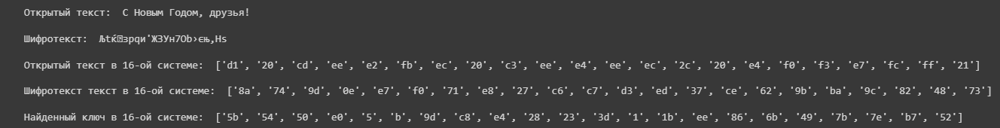 Открытый текст:  С Новым Годом, друзья!
Шифротекст:  Љtќ�зрqи'ЖЗУн7Оb›єњ‚Hs
Открытый текст в 16-ой системе:  ['d1', '20', 'cd', 'ee', 'e2', 'fb', 'ec', '20', 'c3', 'ee', 'e4', 'ee', 'ec', '2c', '20', 'e4', 'f0', 'f3', 'e7', 'fc', 'ff', '21']
Шифротекст текст в 16-ой системе:  ['8a', '74', '9d', '0e', 'e7', 'f0', '71', 'e8', '27', 'c6', 'c7', 'd3', 'ed', '37', 'ce', '62', '9b', 'ba', '9c', '82', '48', '73']
Найденный ключ в 16-ой системе:  ['5b', '54', '50', 'e0', '5', 'b', '9d', 'c8', 'e4', '28', '23', '3d', '1', '1b', 'ee', '86', '6b', '49', '7b', '7e', 'b7', '52']